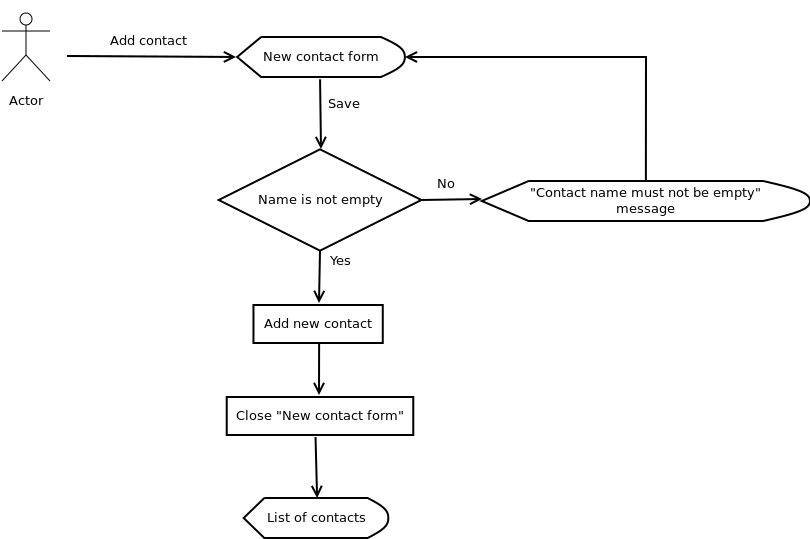 Add contact
New contact form
Actor
Save
No
"Contact name must not be empty"
message
Name is not empty
Yes
Add new contact
Close "New contact form"
List of contacts